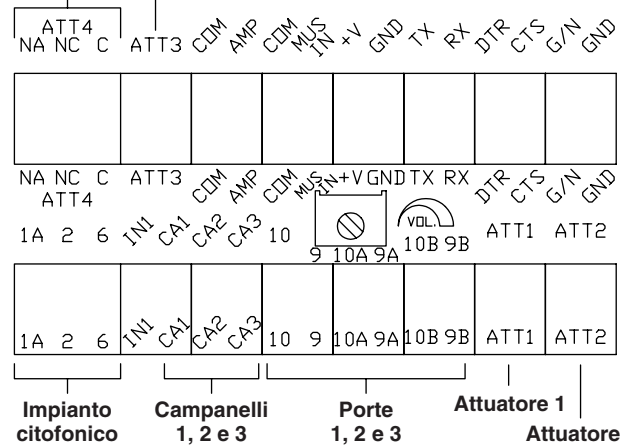 ATT4
NA NC C ATT3 COM AMP COM MUS IN +V GND TX RX DTR CTS G/N GND
NA NC C ATT3 COM AMP COM MUS IN +V GND TX RX DTR CTS G/N GND
ATT4
VOL.
1A 2 6 IN1 CA1 CA2 CA3 10 9 10A 9A 10B 9B ATT1 ATT2
1A 2 6 IN1 CA1 CA2 CA3 10 9 10A 9A 10B 9B ATT1 ATT2
Impianto
citofonico
Campanelli
1, 2 e 3
Porte
1, 2 e 3
Attuatore 1
Attuatore